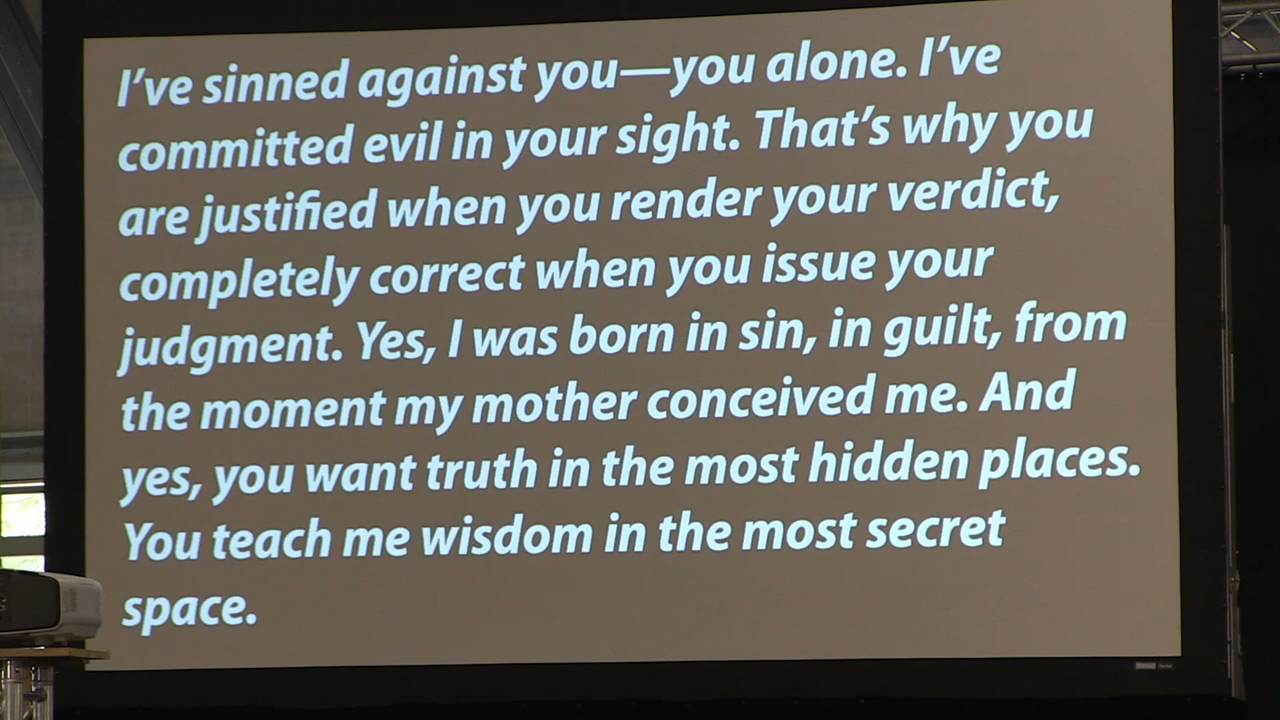 I've sinned against you—you alone. I've
committed evil in your sight. That's why you
are justified when you render your verdict,
completely correct when you issue your
judgment. Yes, I was born in sin, in guilt, from
the moment my mother conceived me. And
yes, you want truth in the most hidden places.
You teach me wisdom in the most secret
space.